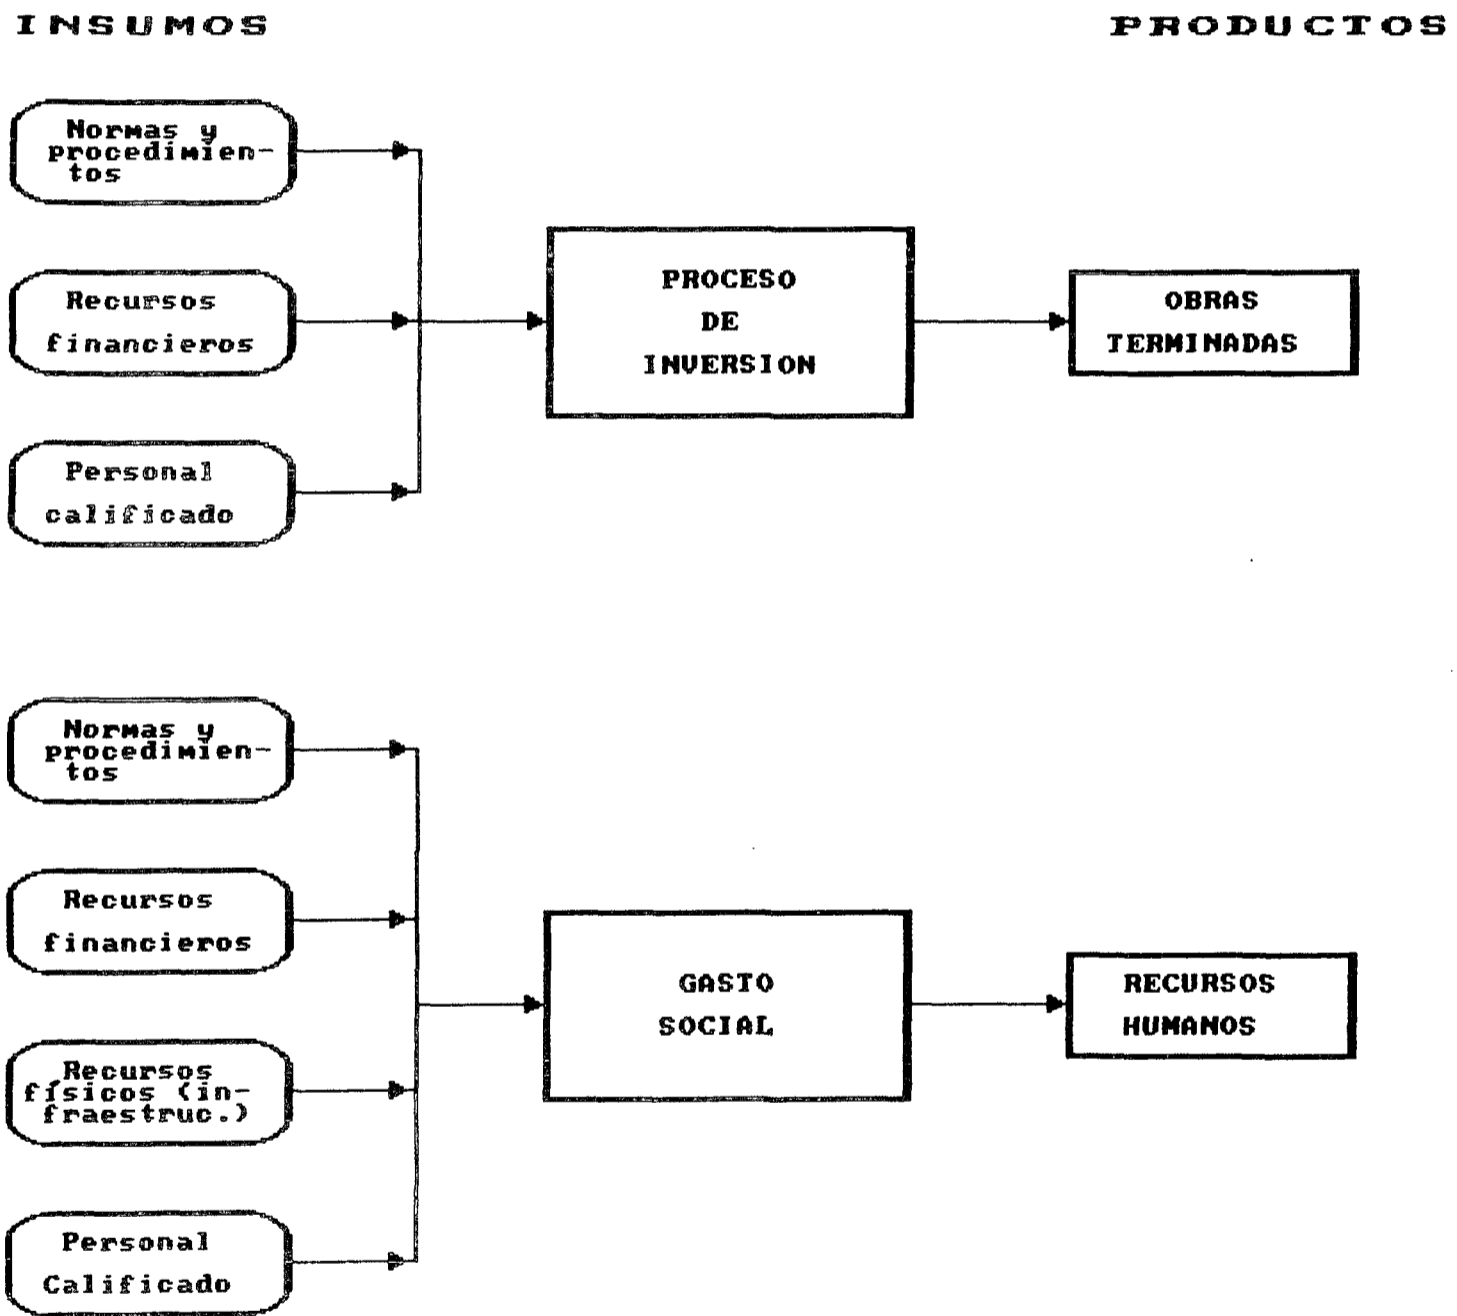 INSUMOS
PRODUCTOS
Normas y
procedimien-
tos
Recursos
financieros
Personal
calificado
PROCESO
DE
INVERSION
OBRAS
TERMINADAS
Normas y
procedimien-
tos
Recursos
financieros
Recursos
físicos (in-
fraestruc.)
Personal
Calificado
GASTO
SOCIAL
RECURSOS
HUMANOS